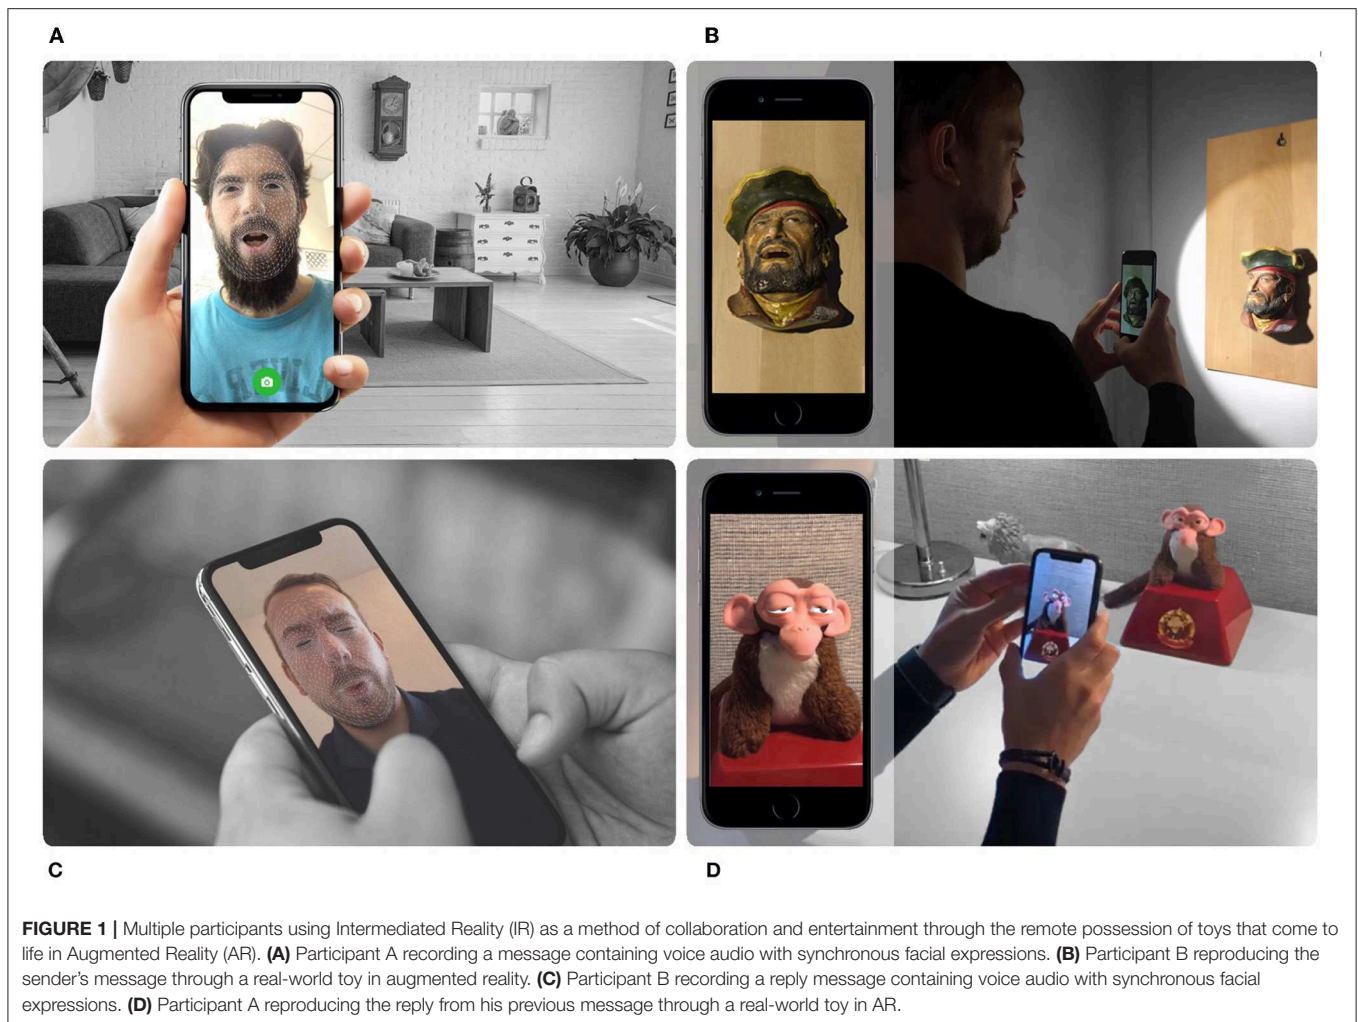 A
B
C
D
FIGURE 1 | Multiple participants using Intermediated Reality (IR) as a method of collaboration and entertainment through the remote possession of toys that come to
life in Augmented Reality (AR). (A) Participant A recording a message containing voice audio with synchronous facial expressions. (B) Participant B reproducing the
sender's message through a real-world toy in augmented reality. (C) Participant B recording a reply message containing voice audio with synchronous facial
expressions. (D) Participant A reproducing the reply from his previous message through a real-world toy in AR.